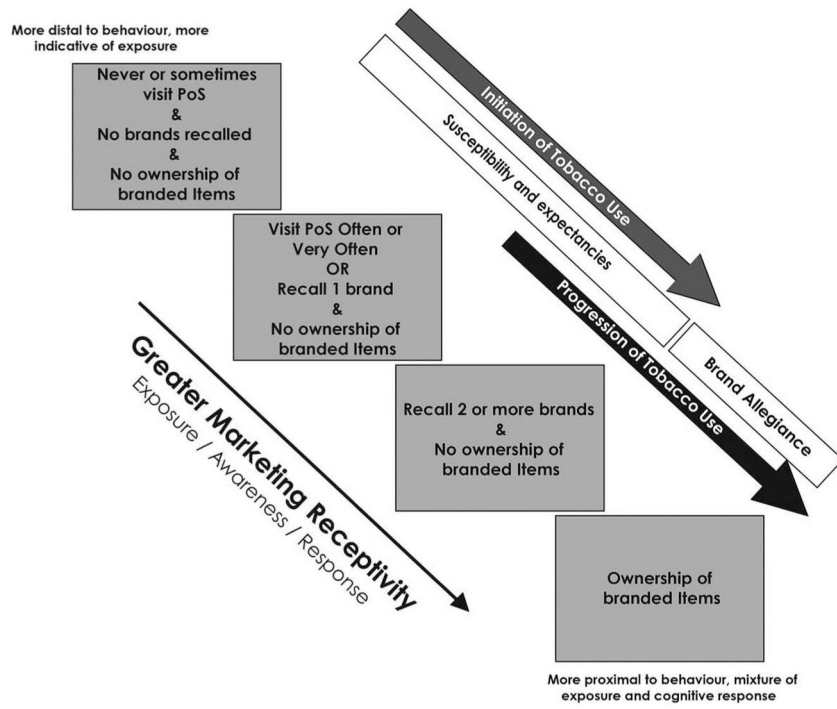 More distal to behaviour, more
indicative of exposure
Never or sometimes
visit PoS
&
No brands recalled
&
No ownership of
branded Items
Visit PoS Often or
Very Often
OR
Recall 1 brand
&
No ownership of
branded Items
Recall 2 or more brands
&
No ownership of
branded Items
Ownership of
branded Items
More proximal to behaviour, mixture of
exposure and cognitive response
Initiation of Tobacco Use
Susceptibility and expectancies
Progression of Tobacco Use
Brand Allegiance
Greater Marketing Receptivity
Exposure / Awareness / Response